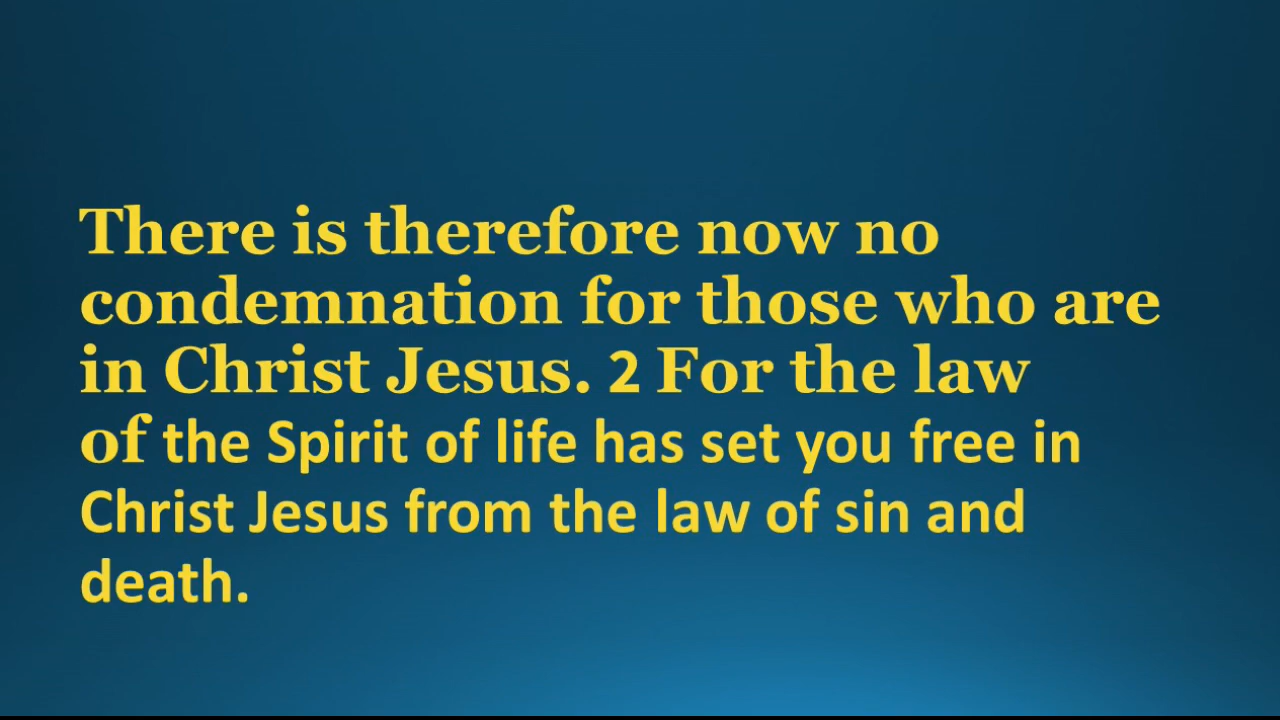 There is therefore now no
condemnation for those who are
in Christ Jesus. 2 For the law
of the Spirit of life has set you free in
Christ Jesus from the law of sin and
death.